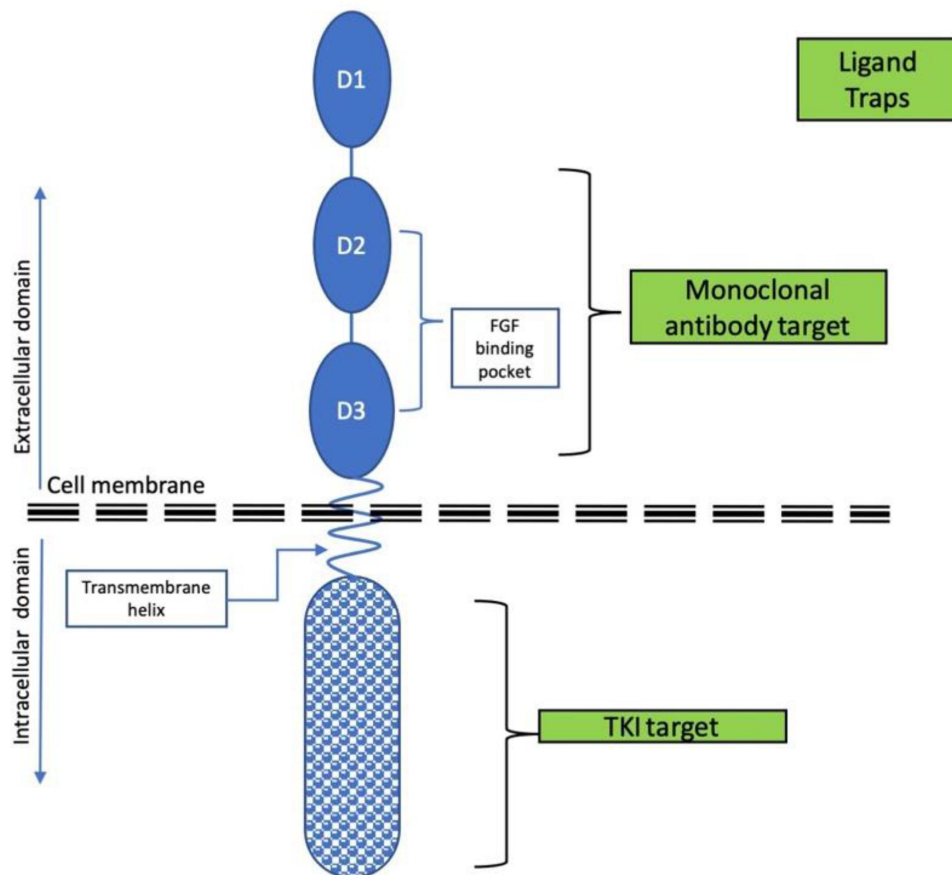 D1
Ligand
Traps
D2
Extracellular domain
Monoclonal
antibody target
FGF
binding
pocket
D3
Cell membrane
Transmembrane
helix
Intracellular domain
TKI target